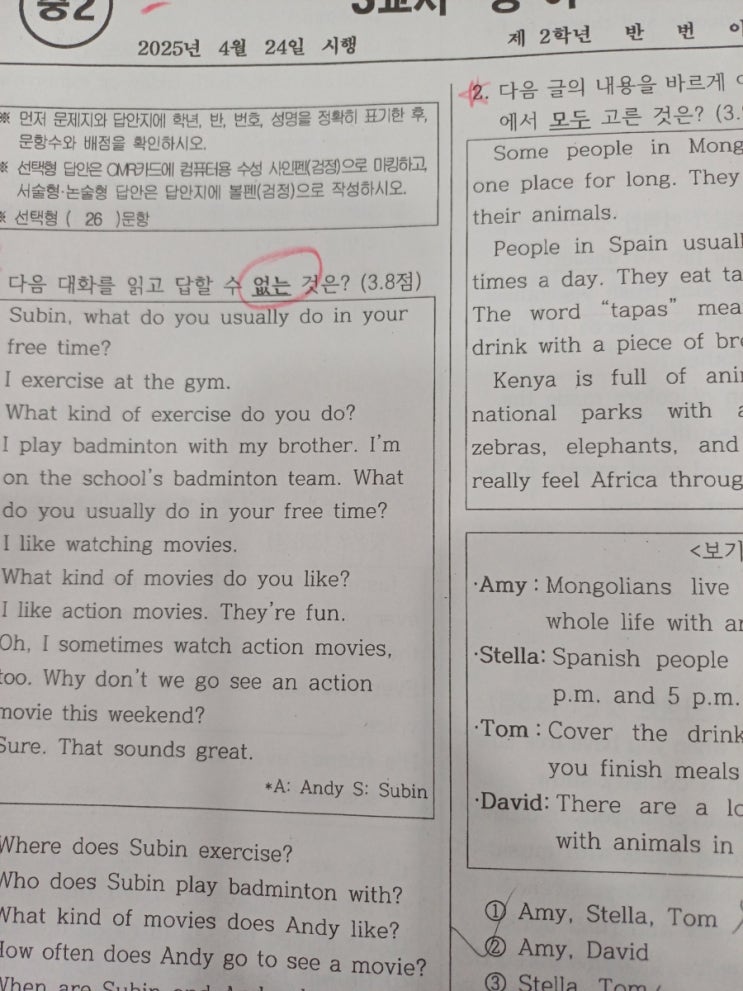 중2
2025년 4월 24일 시행
제 2학년 반 번
※ 먼저 문제지와 답안지에 학년, 반, 번호, 성명을 정확히 표기한 후,
문항수와 배점을 확인하시오.
※ 선택형 답안은 OMR카드에 컴퓨터용 수성 사인펜(검정)으로 마킹하고,
서술형·논술형 답안은 답안지에 볼펜(검정)으로 작성하시오.
※ 선택형 ( 26 )문항
다음 대화를 읽고 답할 수 없는 것은? (3.8점)
Subin, what do you usually do in your
free time?
I exercise at the gym.
What kind of exercise do you do?
I play badminton with my brother. I'm
on the school's badminton team. What
do you usually do in your free time?
I like watching movies.
What kind of movies do you like?
I like action movies. They're fun.
Oh, I sometimes watch action movies,
too. Why don't we go see an action
movie this weekend?
Sure. That sounds great.
*A: Andy S: Subin
Where does Subin exercise?
Who does Subin play badminton with?
What kind of movies does Andy like?
How often does Andy go to see a movie?
When are Subin and
2. 다음 글의 내용을 바르게
에서 모두 고른 것은? (3.
Some people in
one place for long. They
their animals.
People in Spain
times a day. They eat
The word “tapas”
drink with a piece of
Kenya is full of
national parks with
zebras, elephants, and
really feel Africa
<보기
·Amy : Mongolians live
whole life with
·Stella: Spanish people
p.m. and 5 p.m.
·Tom : Cover the drink
you finish meals
·David: There are a
with animals in
① Amy, Stella, Tom
② Amy, David
③ Stella, Tom